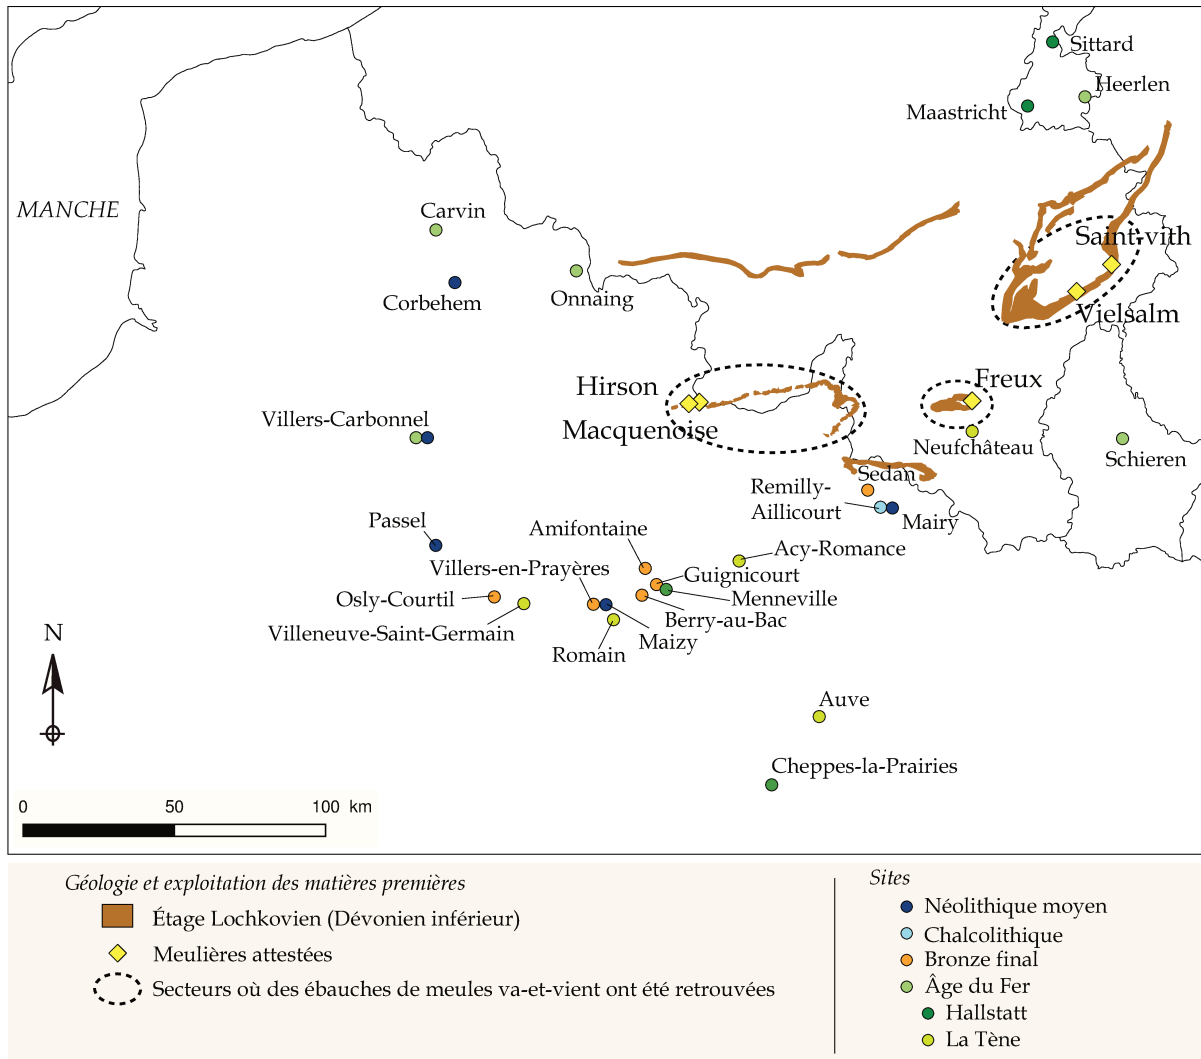 Sittard
Heerlen
Maastricht
MANCHE
Carvin
Saint-vith
Corbehem
Onnaing
Vielsalm
Hirson
Freux
Macquenoise
Villers-Carbonnel
Neufchâteau
Schieren
Sedan
Remilly-
Aillicourt
Mairy
Passel
Amifontaine
Acy-Romance
Villers-en-Prayères
Guignicourt
Osly-Courtil
Menneville
Villeneuve-Saint-Germain
Berry-au-Bac
Maizy
Romain
N
Auve
Cheppes-la-Prairies
0 50 100 km
Géologie et exploitation des matières premières
Étage Lochkovien (Dévonien inférieur)
Meulières attestées
Secteurs où des ébauches de meules va-et-vient ont été retrouvées
Sites
Néolithique moyen
Chalcolithique
Bronze final
Âge du Fer
Hallstatt
La Tène